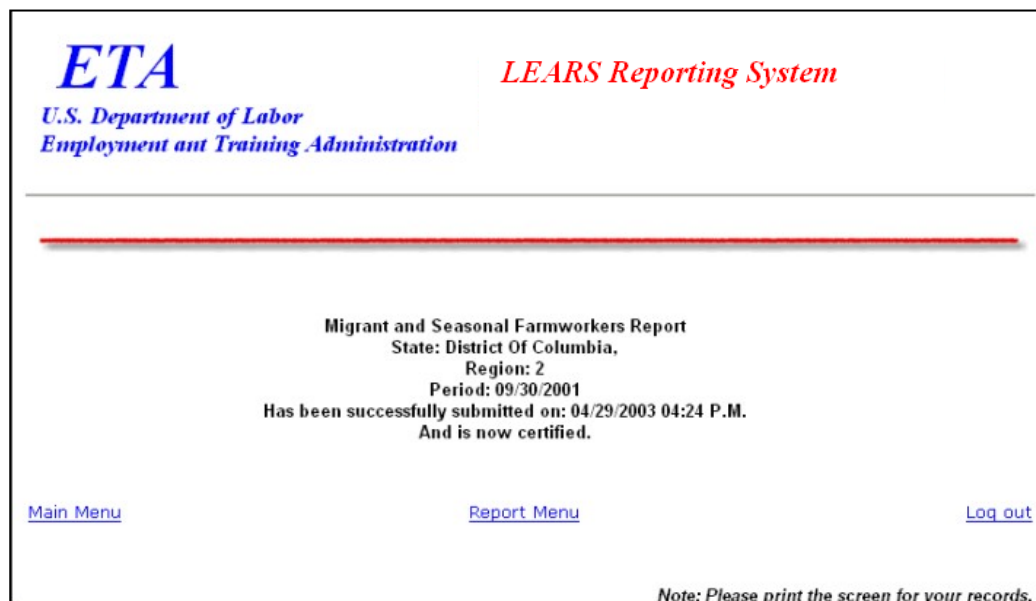 ETA
LEARS Reporting System
U.S. Department of Labor
Employment ant Training Administration
Migrant and Seasonal Farmworkers Report
State: District Of Columbia,
Region: 2
Period: 09/30/2001
Has been successfully submitted on: 04/29/2003 04:24 P.M.
And is now certified.
Main Menu Report Menu Log out
Note: Please print the screen for your records.